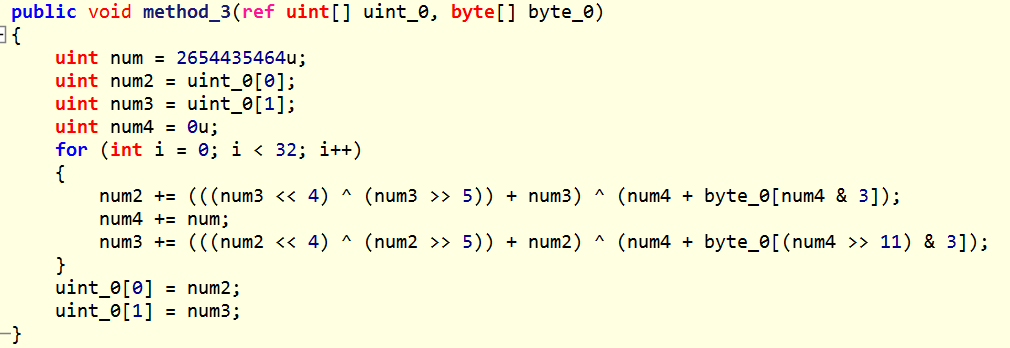 public void method_3(ref uint[] uint_0, byte[] byte_0)
{
    uint num = 2654435464u;
    uint num2 = uint_0[0];
    uint num3 = uint_0[1];
    uint num4 = 0u;
    for (int i = 0; i < 32; i++)
    {
        num2 += (((num3 << 4) ^ (num3 >> 5)) + num3) ^ (num4 + byte_0[num4 & 3]);
        num4 += num;
        num3 += (((num2 << 4) ^ (num2 >> 5)) + num2) ^ (num4 + byte_0[(num4 >> 11) & 3]);
    }
    uint_0[0] = num2;
    uint_0[1] = num3;
}